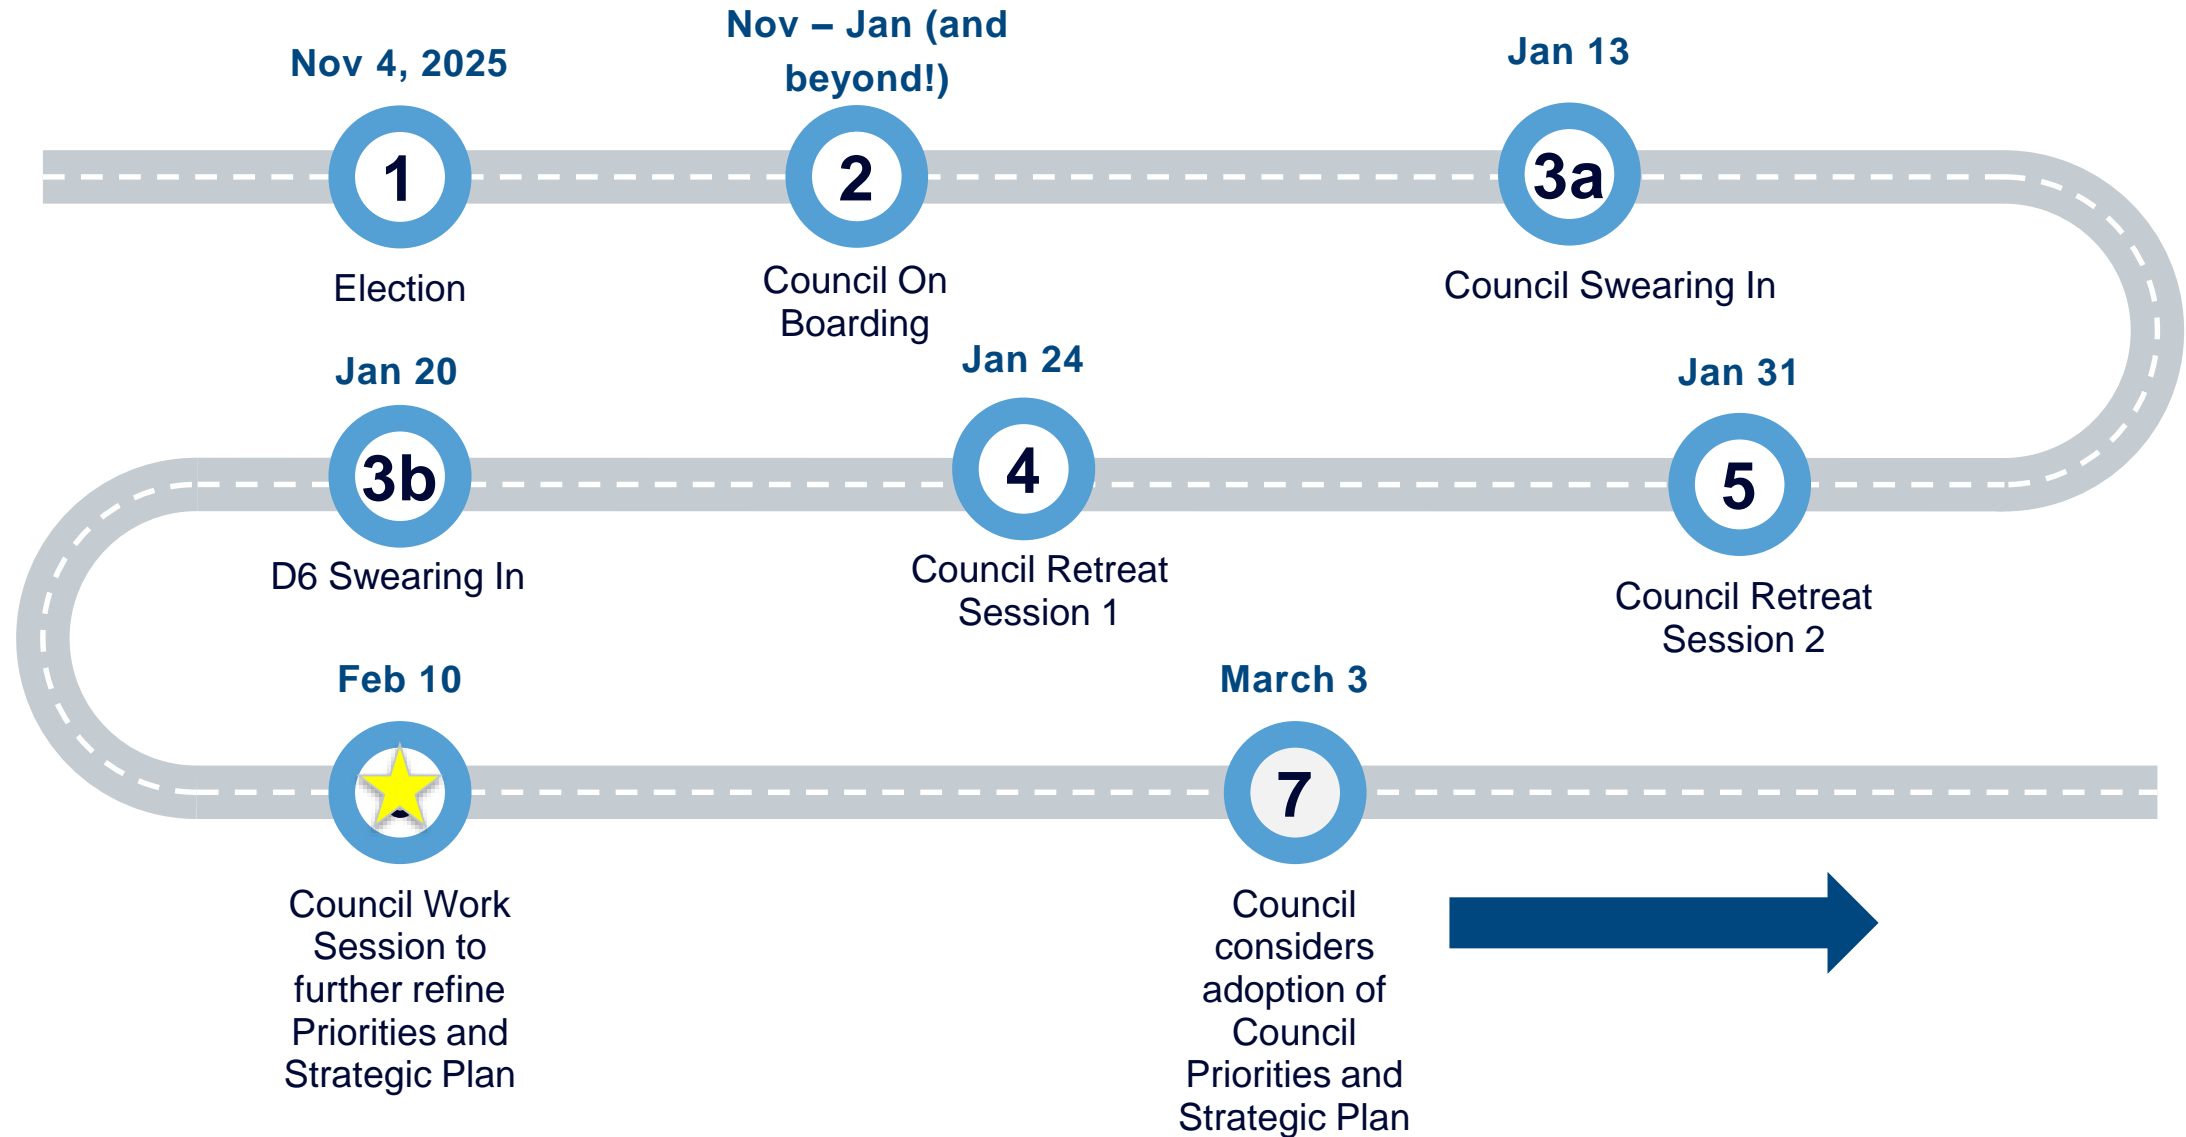 Nov 4, 2025
1
Election
Nov – Jan (and
beyond!)
2
Council On
Boarding
Jan 13
3a
Council Swearing In
Jan 20
3b
D6 Swearing In
Jan 24
4
Council Retreat
Session 1
Jan 31
5
Council Retreat
Session 2
Feb 10
Council Work
Session to
further refine
Priorities and
Strategic Plan
March 3
7
Council
considers
adoption of
Council
Priorities and
Strategic Plan